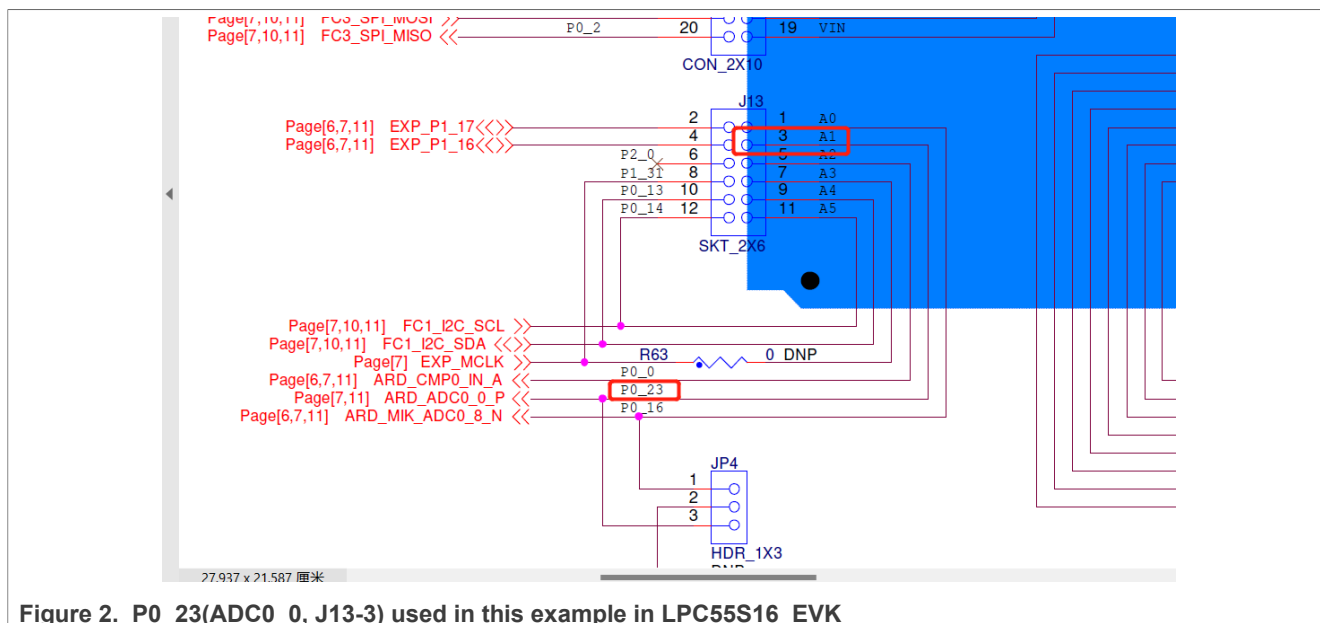 Page[7,10,11] FC3_SPI_MOSI
Page[7,10,11] FC3_SPI_MISO P0_2 20 19 VIN
CON_2X10
J13
Page[6,7,11] EXP_P1_17 2 1 A0
Page[6,7,11] EXP_P1_16 4 3 A1
P2_0 6 5 A2
P1_31 8 7 A3
P0_13 10 9 A4
P0_14 12 11 A5
SKT_2X6
Page[7,10,11] FC1_I2C_SCL
Page[7,10,11] FC1_I2C_SDA
Page[7] EXP_MCLK R63 0 DNP
Page[6,7,11] ARD_CMP0_IN_A P0_0
Page[7,11] ARD_ADC0_0_P P0_23
Page[6,7,11] ARD_MIK_ADC0_8_N P0_16
JP4
1
2
3
HDR_1X3
DNP
27.937 x 21.587 厘米
Figure 2. P0_23(ADC0_0, J13-3) used in this example in LPC55S16_EVK